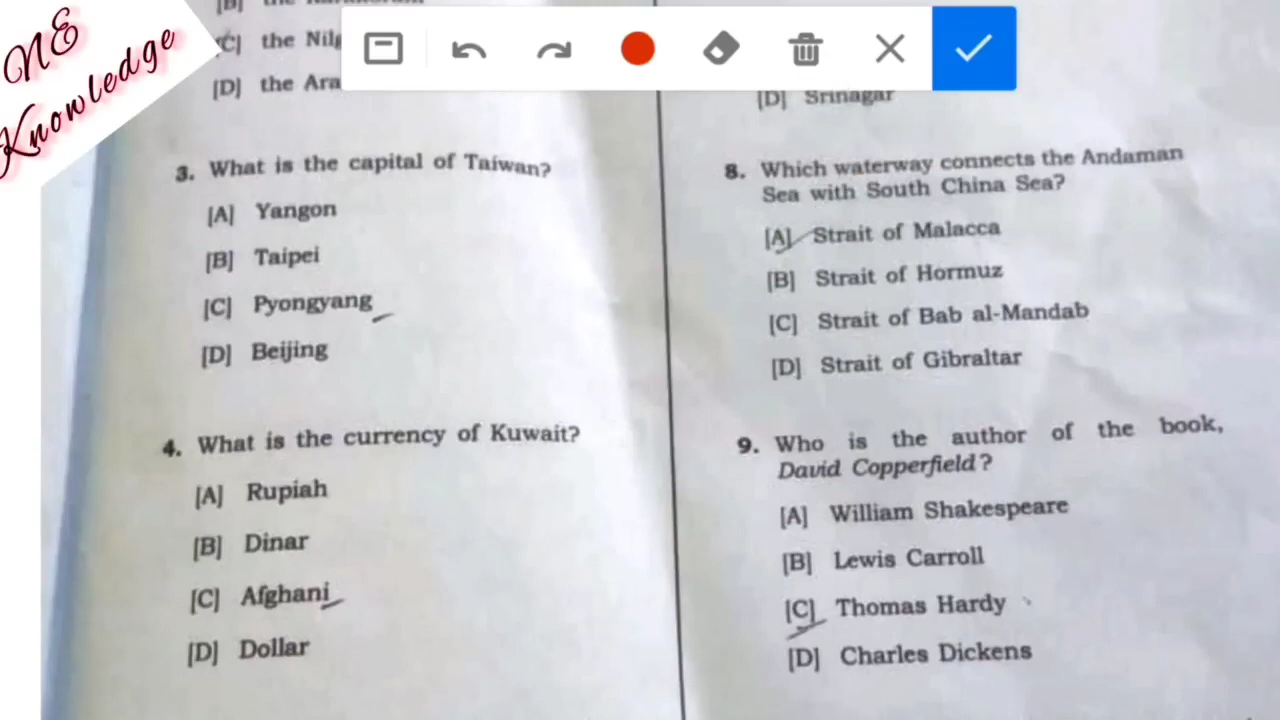 NE
Knowledge
[C] the
[D] the
3. What is the capital of Taiwan?
[A] Yangon
[B] Taipei
[C] Pyongyang
[D] Beijing
4. What is the currency of Kuwait?
[A] Rupiah
[B] Dinar
[C] Afghani
[D] Dollar
[D] Srinagar
8. Which waterway connects the Andaman
Sea with South China Sea?
[A] Strait of Malacca
[B] Strait of Hormuz
[C] Strait of Bab al-Mandab
[D] Strait of Gibraltar
9. Who is the author of the book,
David Copperfield?
[A] William Shakespeare
[B] Lewis Carroll
[C] Thomas Hardy
[D] Charles Dickens